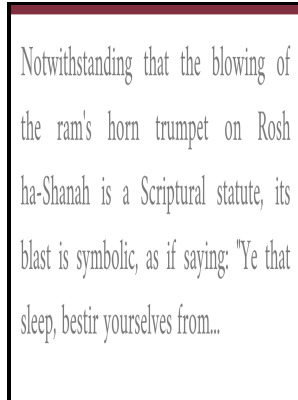 Notwithstanding that the blowing of
the ram's horn trumpet on Rosh
ha-Shanah is a Scriptural statute, its
blast is symbolic, as if saying: "Ye that
sleep, bestir yourselves from...